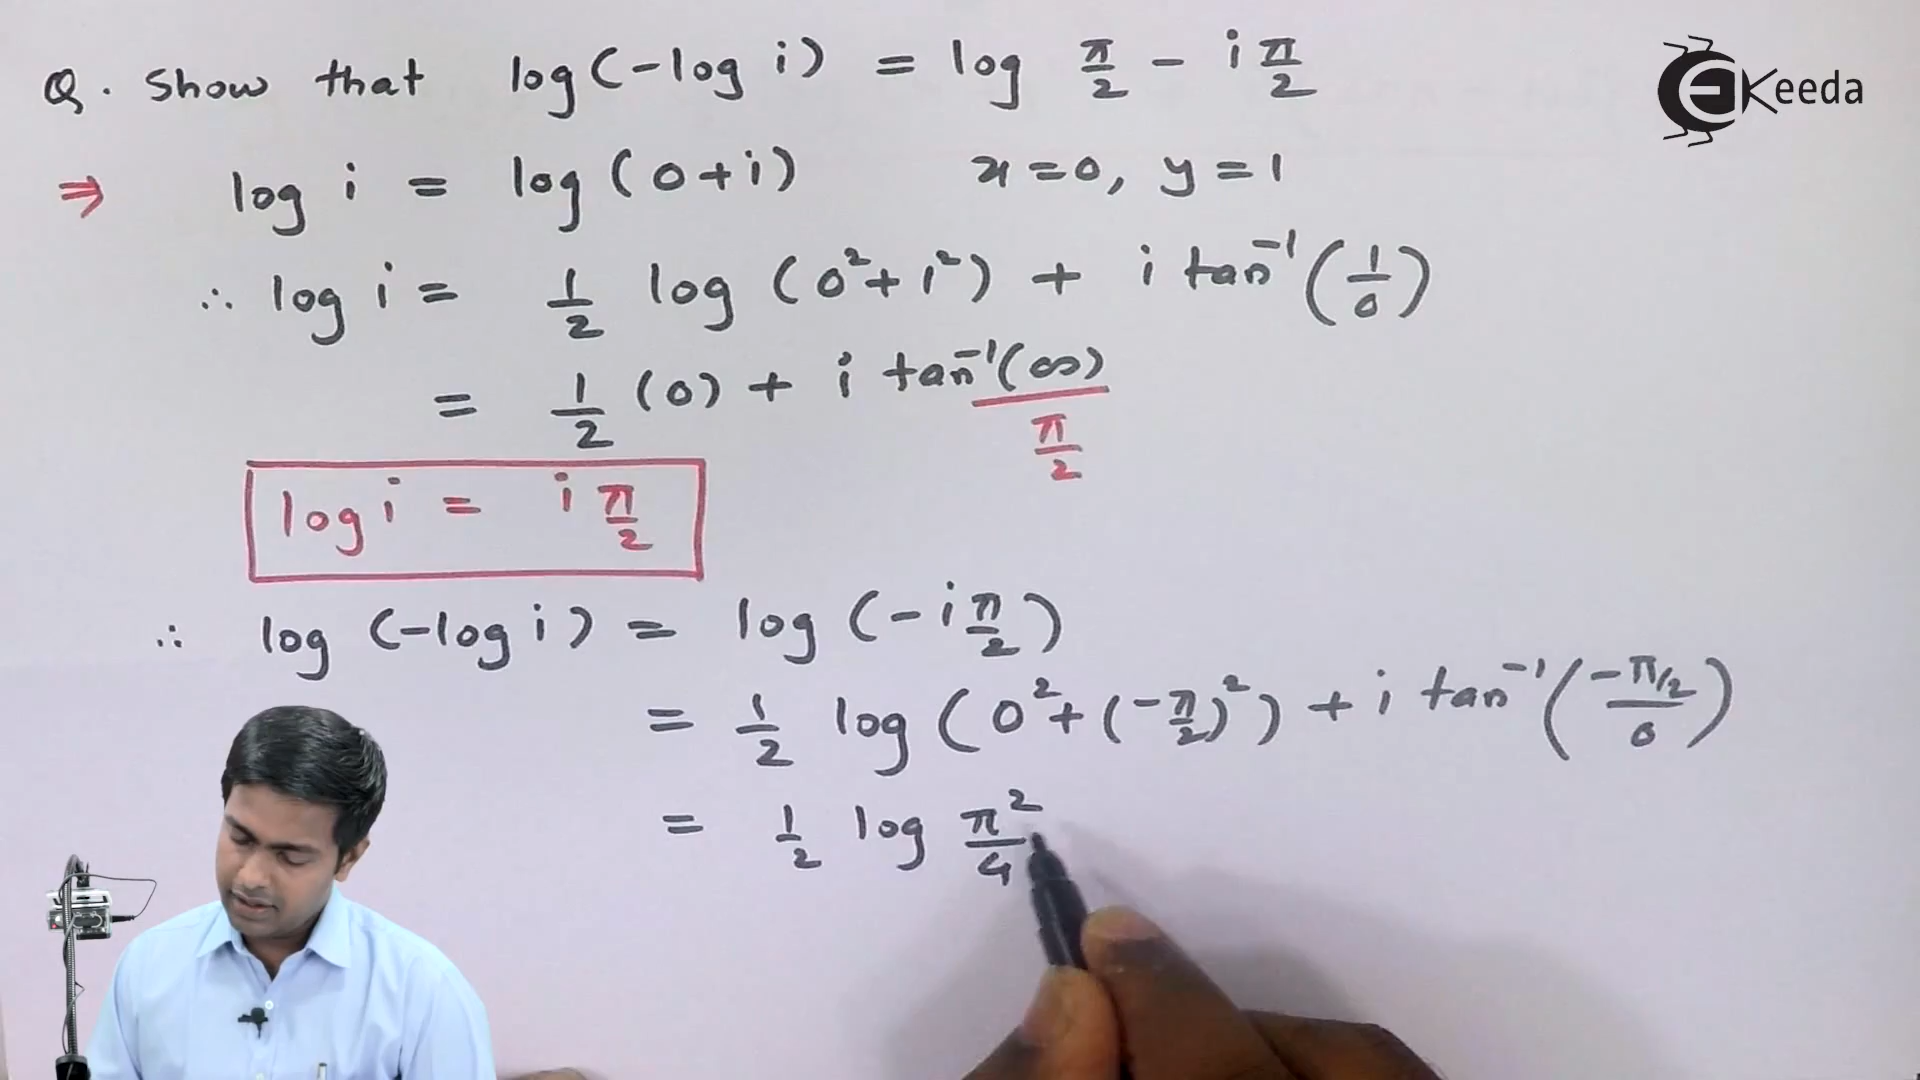 Q. Show that log(-log i) = log π/2 - i π/2
EKeeda
⇒ log i = log(0+i) x=0, y=1
∴ log i = 1/2 log (0²+1²) + i tan⁻¹(1/0)
= 1/2 (0) + i tan⁻¹(∞)
π/2
log i = i π/2
∴ log (-log i) = log (-i π/2)
= 1/2 log (0²+(-π/2)²) + i tan⁻¹(-π/2/0)
= 1/2 log π²/4